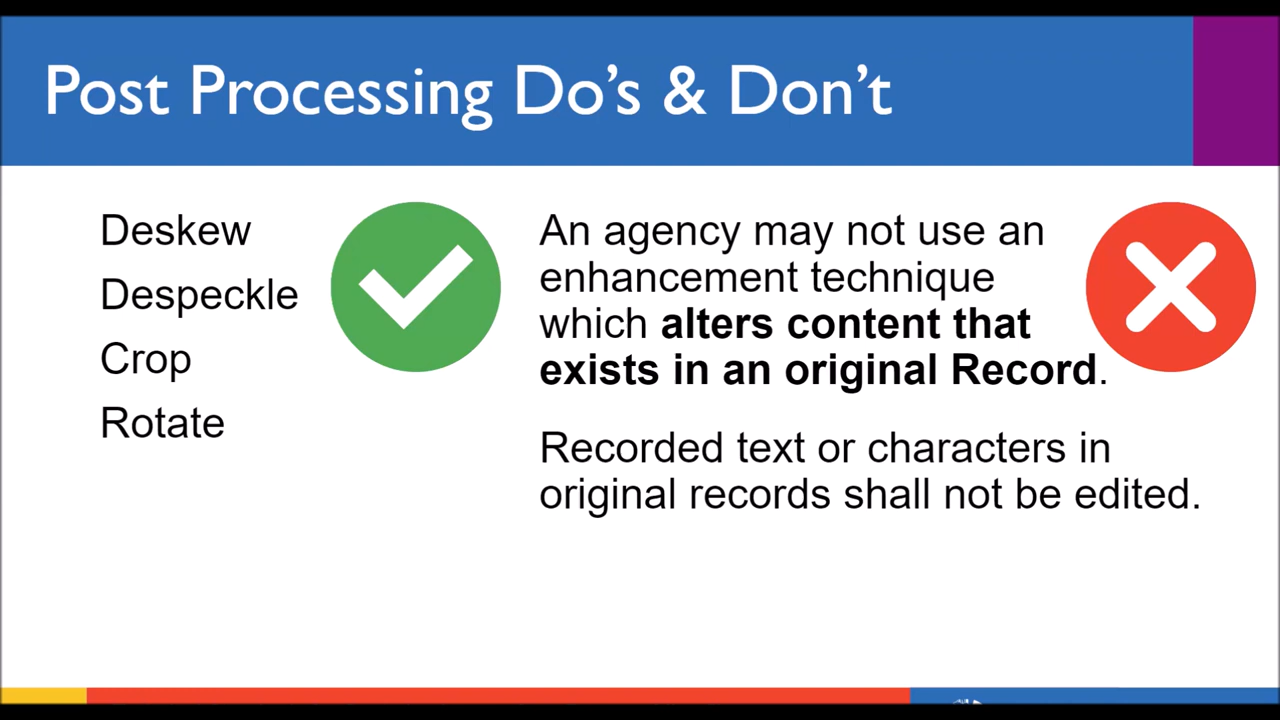 Post Processing Do’s & Don’t
Deskew
Despeckle
Crop
Rotate
An agency may not use an
enhancement technique
which alters content that
exists in an original Record.
Recorded text or characters in
original records shall not be edited.